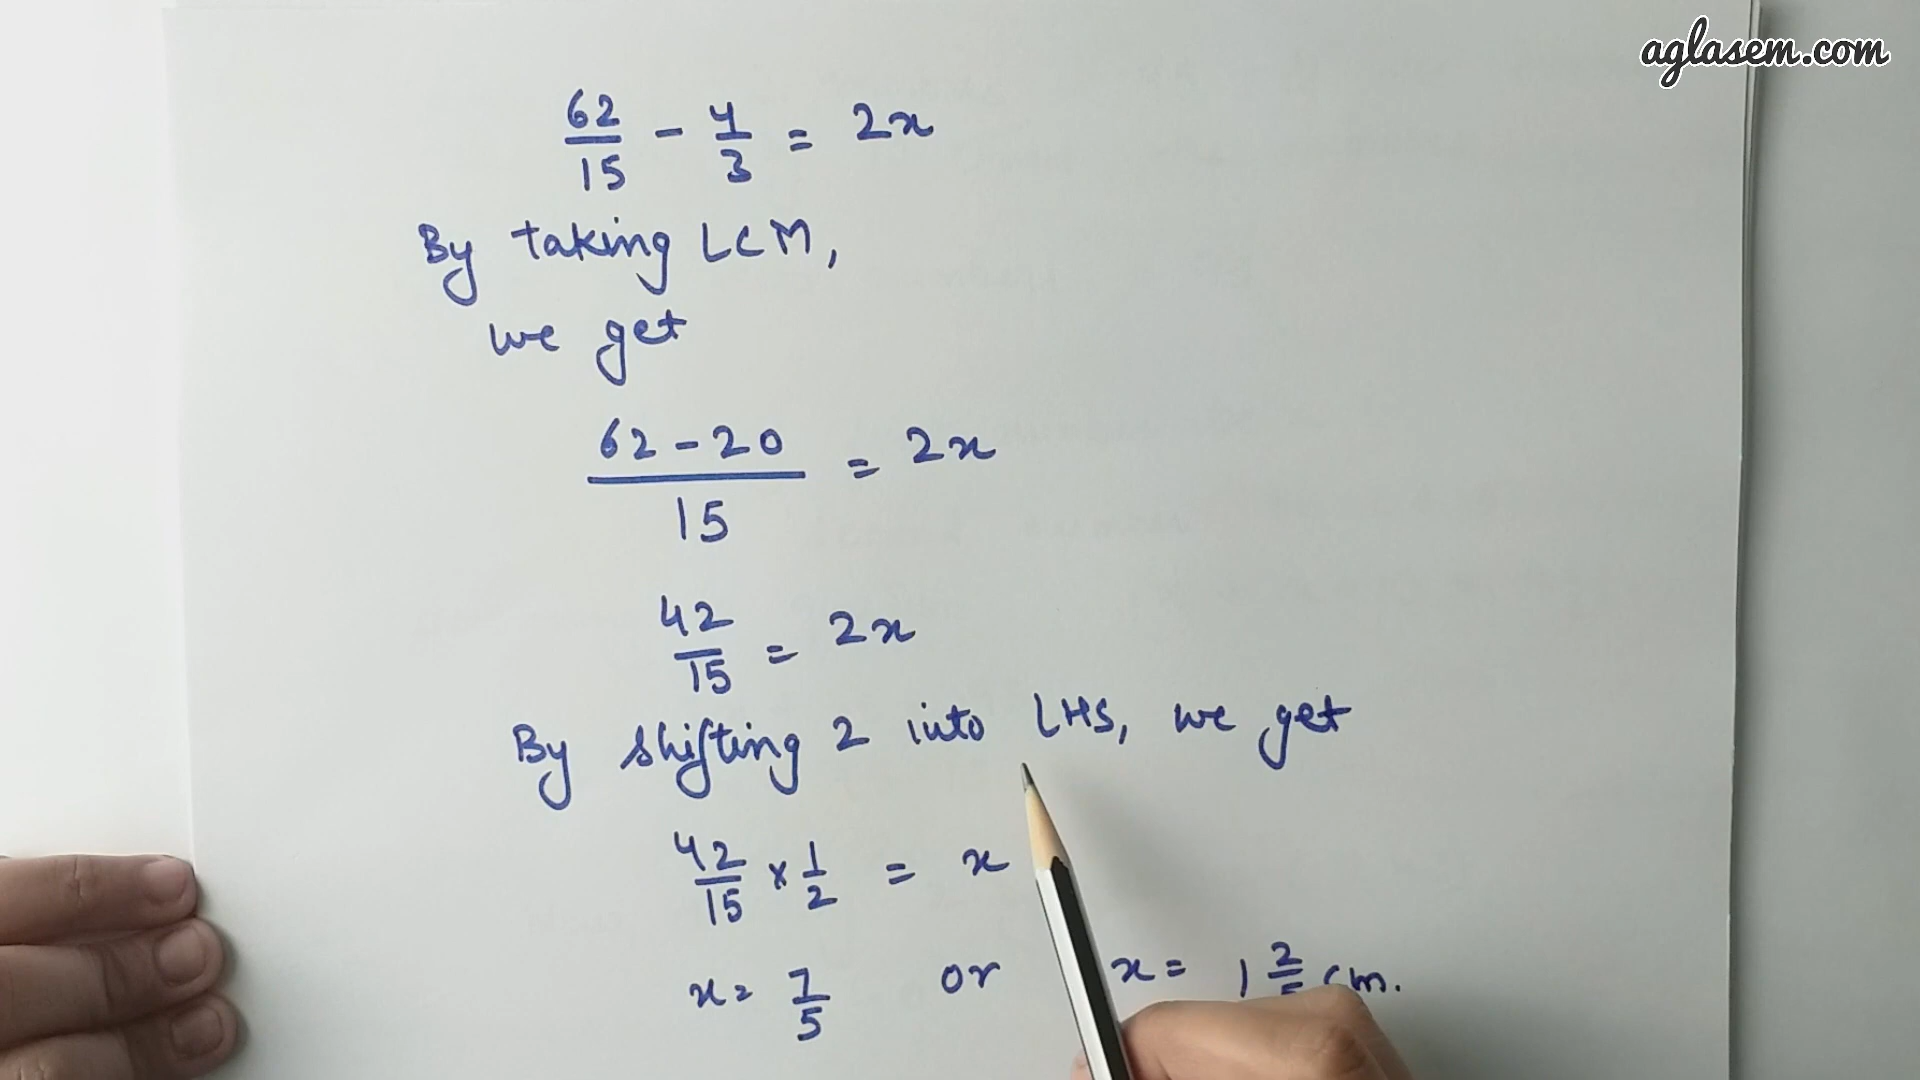 aglasem.com
62/15 - 4/3 = 2x
By taking LCM,
we get
62-20/15 = 2x
42/15 = 2x
By shifting 2 into LHS, we get
42/15 x 1/2 = x
x = 7/5 or x = 1 2/5 cm.